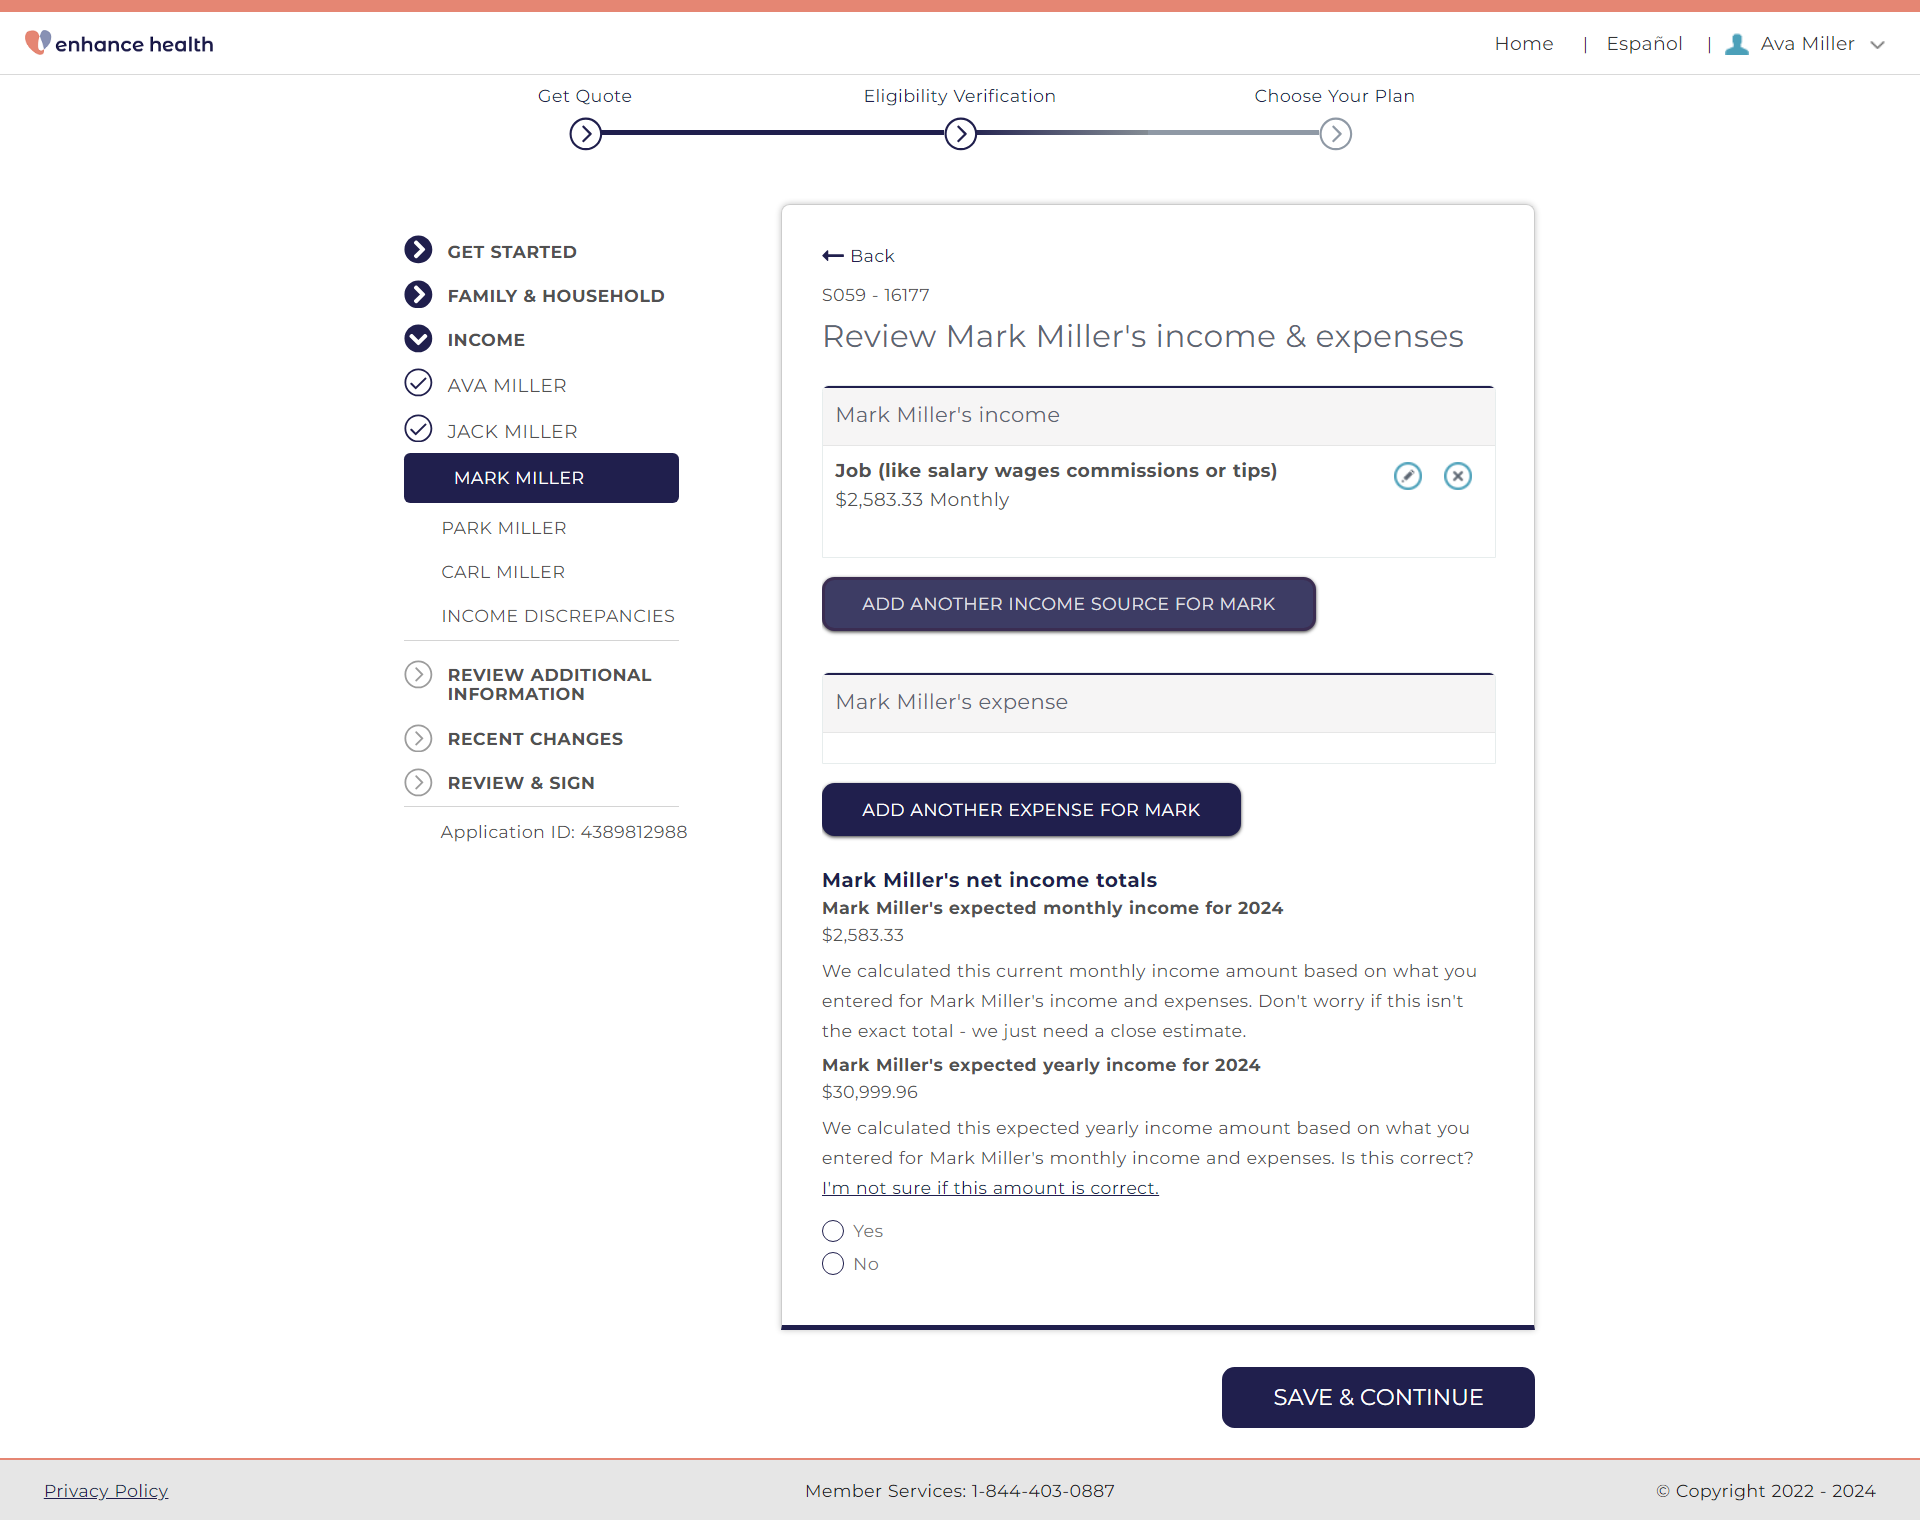 enhance health
Home | Español | Ava Miller
Get Quote
Eligibility Verification
Choose Your Plan
GET STARTED
FAMILY & HOUSEHOLD
INCOME
AVA MILLER
JACK MILLER
MARK MILLER
PARK MILLER
CARL MILLER
INCOME DISCREPANCIES
REVIEW ADDITIONAL
INFORMATION
RECENT CHANGES
REVIEW & SIGN
Application ID: 4389812988
Back
S059 - 16177
Review Mark Miller's income & expenses
Mark Miller's income
Job (like salary wages commissions or tips)
$2,583.33 Monthly
ADD ANOTHER INCOME SOURCE FOR MARK
Mark Miller's expense
ADD ANOTHER EXPENSE FOR MARK
Mark Miller's net income totals
Mark Miller's expected monthly income for 2024
$2,583.33
We calculated this current monthly income amount based on what you
entered for Mark Miller's income and expenses. Don't worry if this isn't
the exact total - we just need a close estimate.
Mark Miller's expected yearly income for 2024
$30,999.96
We calculated this expected yearly income amount based on what you
entered for Mark Miller's monthly income and expenses. Is this correct?
I'm not sure if this amount is correct.
Yes
No
SAVE & CONTINUE
Privacy Policy
Member Services: 1-844-403-0887
© Copyright 2022 - 2024